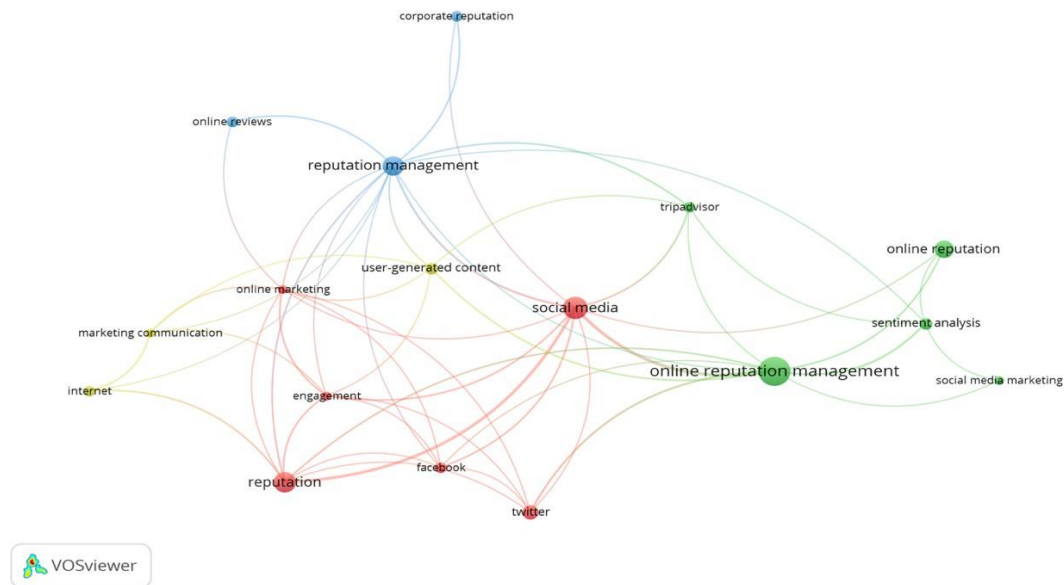 corporate reputation
online reviews
reputation management
tripadvisor
online reputation
user-generated content
online marketing
social media
sentiment analysis
marketing communication
online reputation management
social media marketing
internet
engagement
facebook
reputation
twitter
VOSviewer